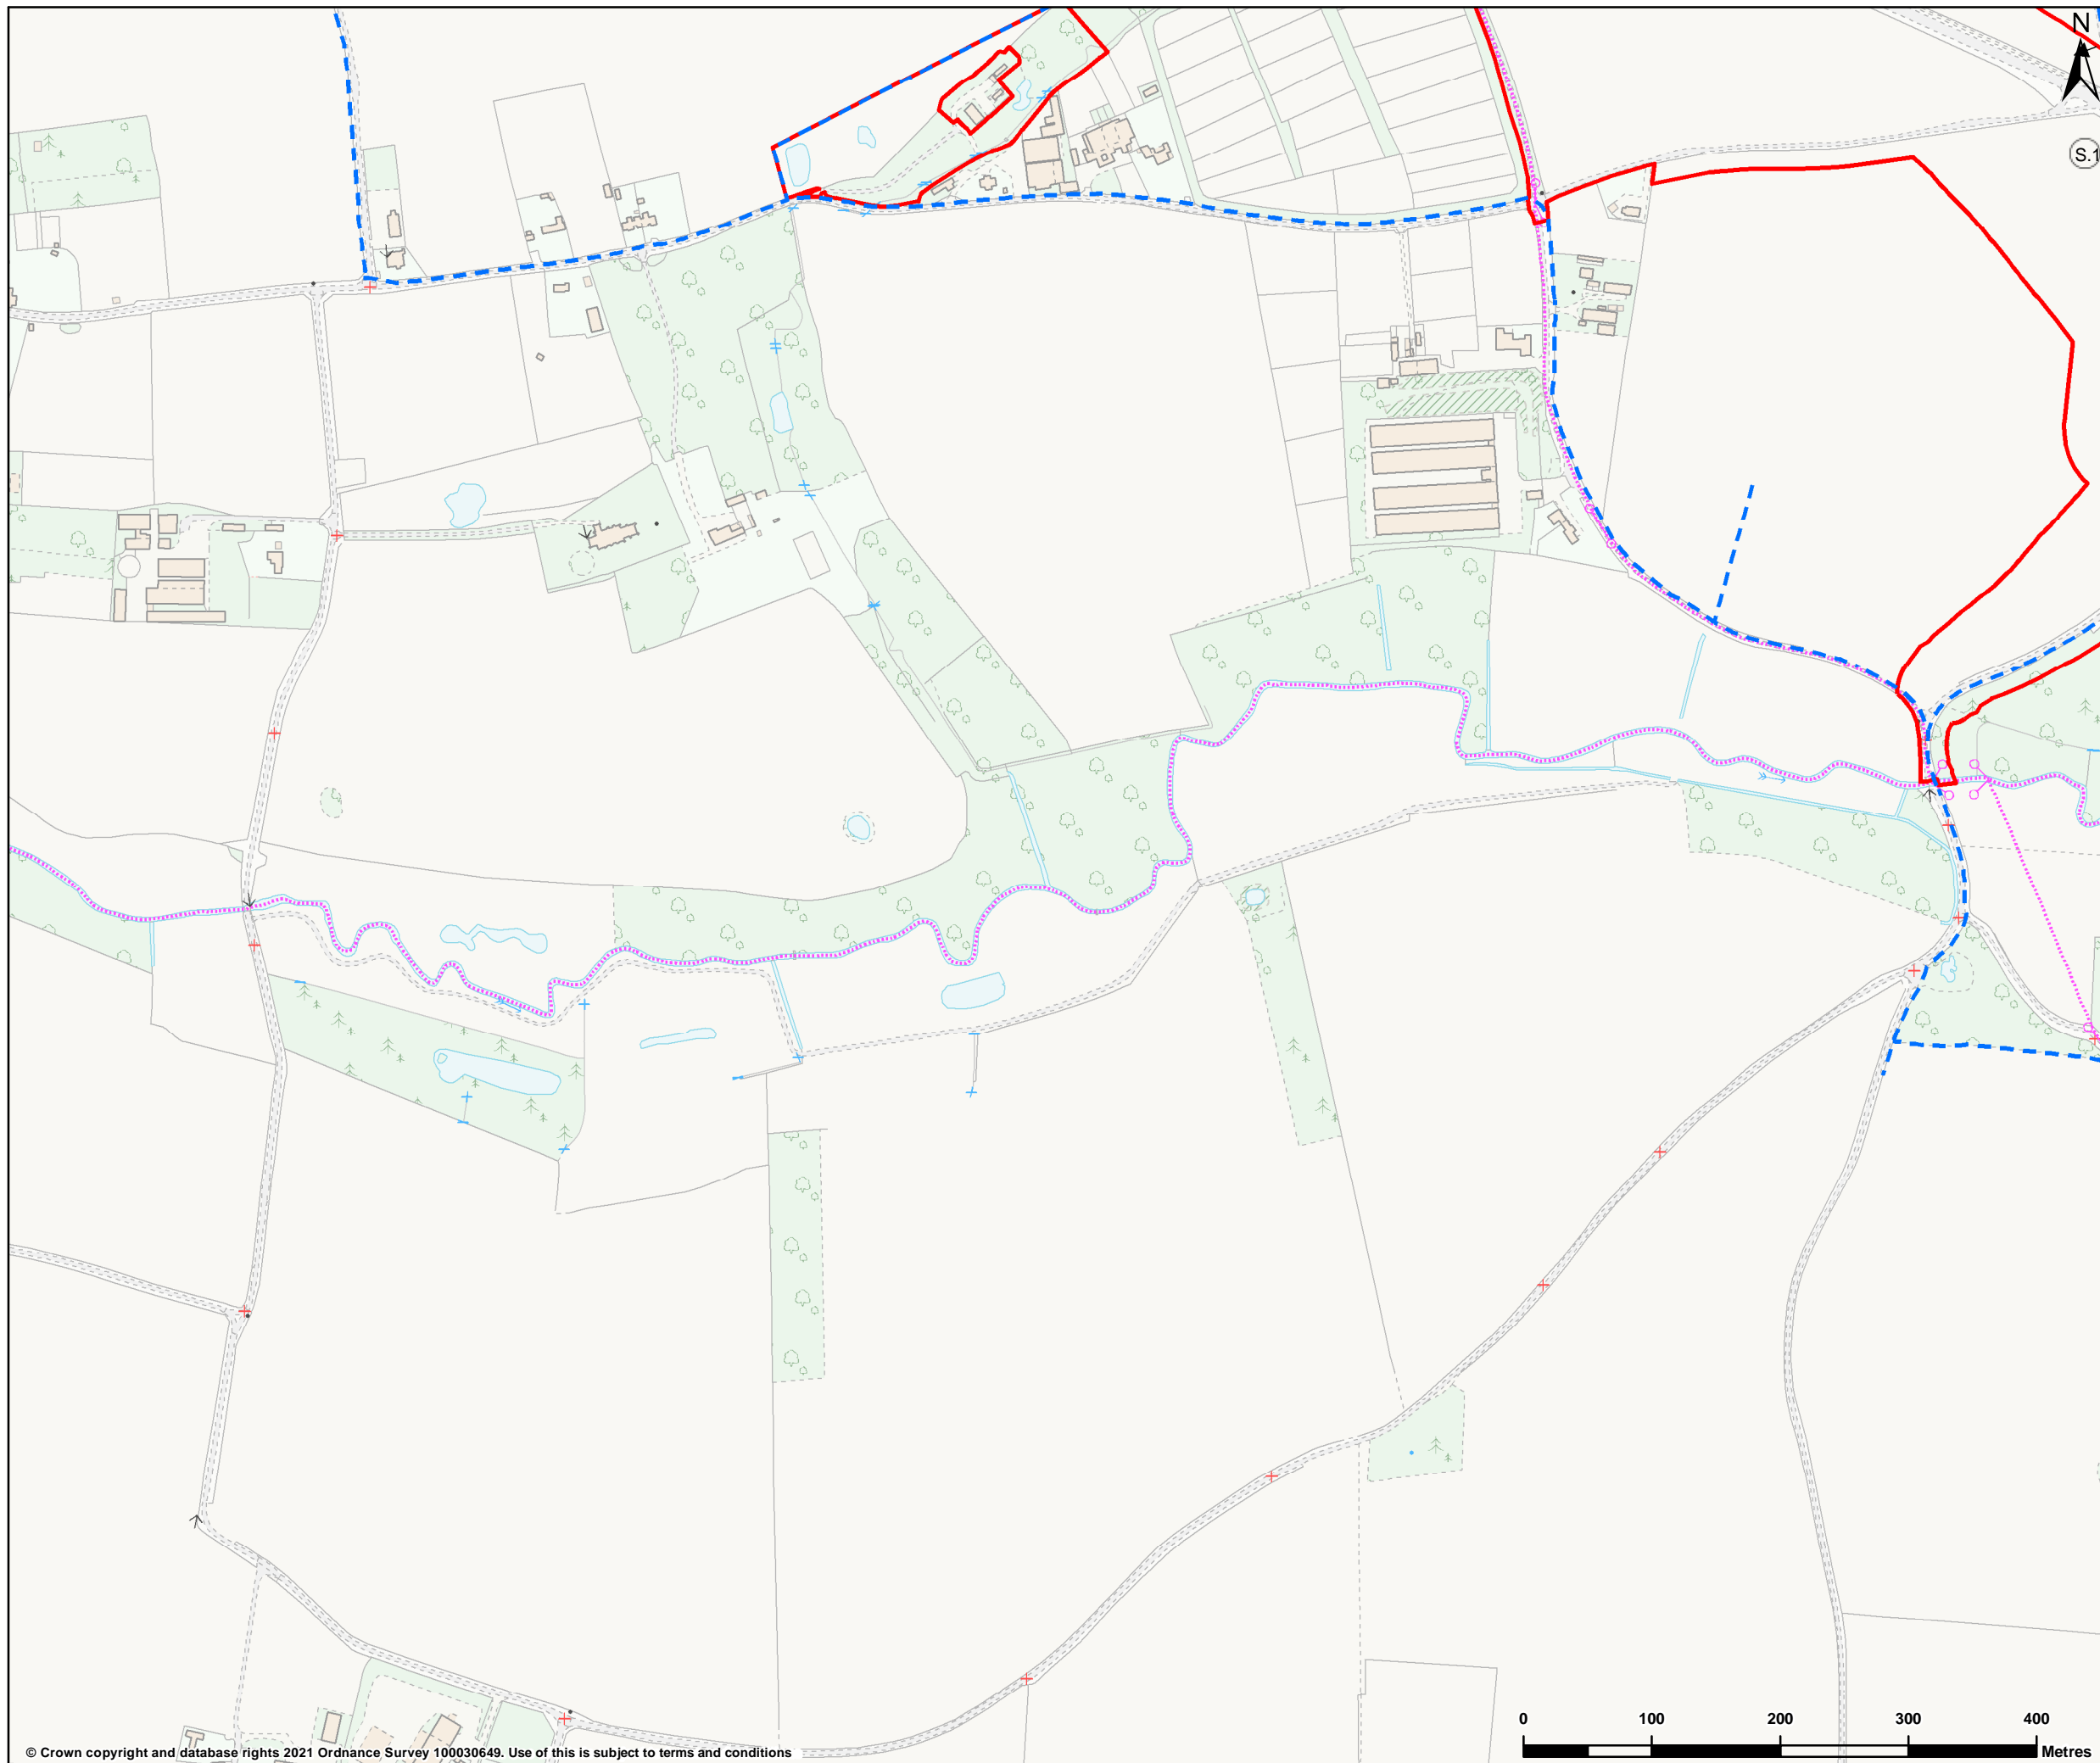 N
S.1
0 100 200 300 400
Metres
© Crown copyright and database rights 2021 Ordnance Survey 100030649. Use of this is subject to terms and conditions